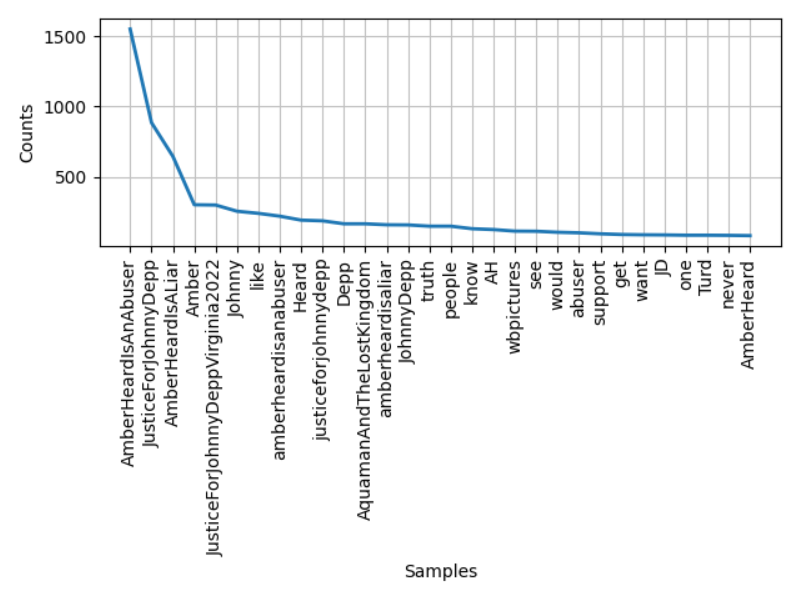 1500
1000
500
Counts
AmberHeardIsAnAbuser
JusticeForJohnnyDepp
AmberHeardIsALiar
Amber
JusticeForJohnnyDeppVirginia2022
Johnny
like
amberheardisanabuser
Heard
justiceforjohnnydepp
Depp
AquamanAndTheLostKingdom
amberheardisaliar
JohnnyDepp
truth
people
know
AH
wbpictures
see
would
abuser
support
get
want
JD
one
Turd
never
AmberHeard
Samples